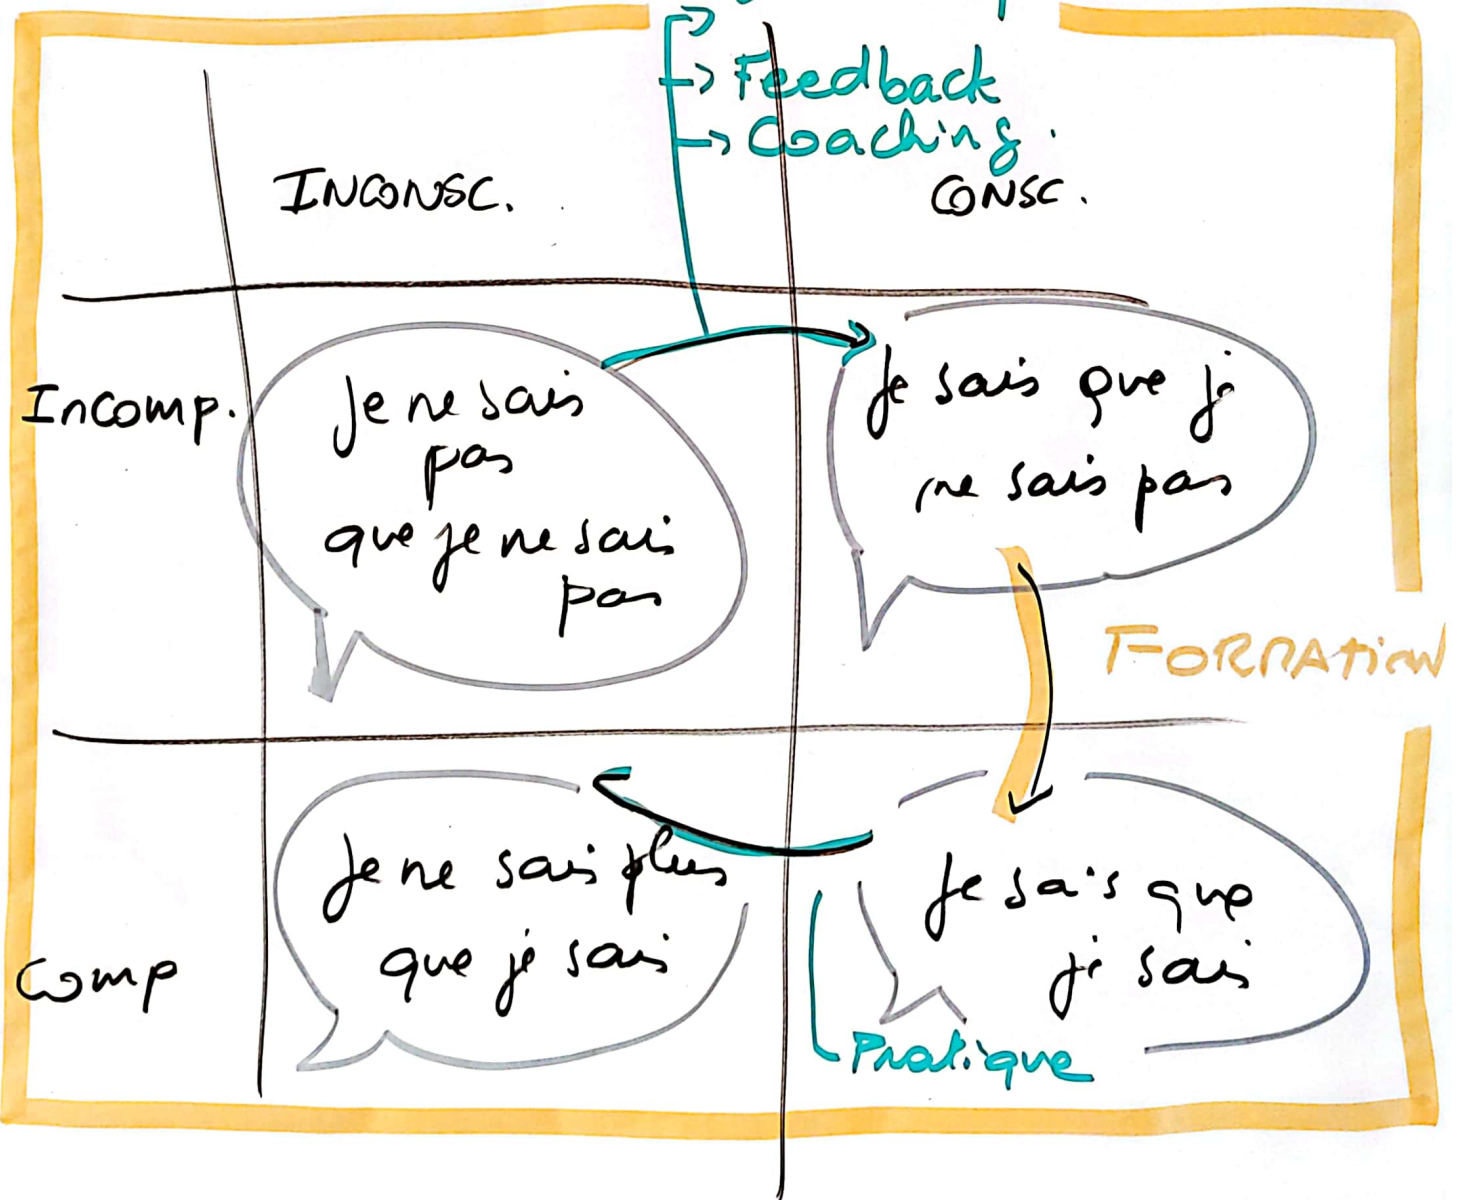 Feedback
Coaching.
INCONSC.
CONSC.
Incomp.
Je ne sais
pas
que je ne sais
pas
Je sais que je
ne sais pas
FORMATION
Comp
Je ne sais plus
que je sais
Je sais que
je sais
Pratique